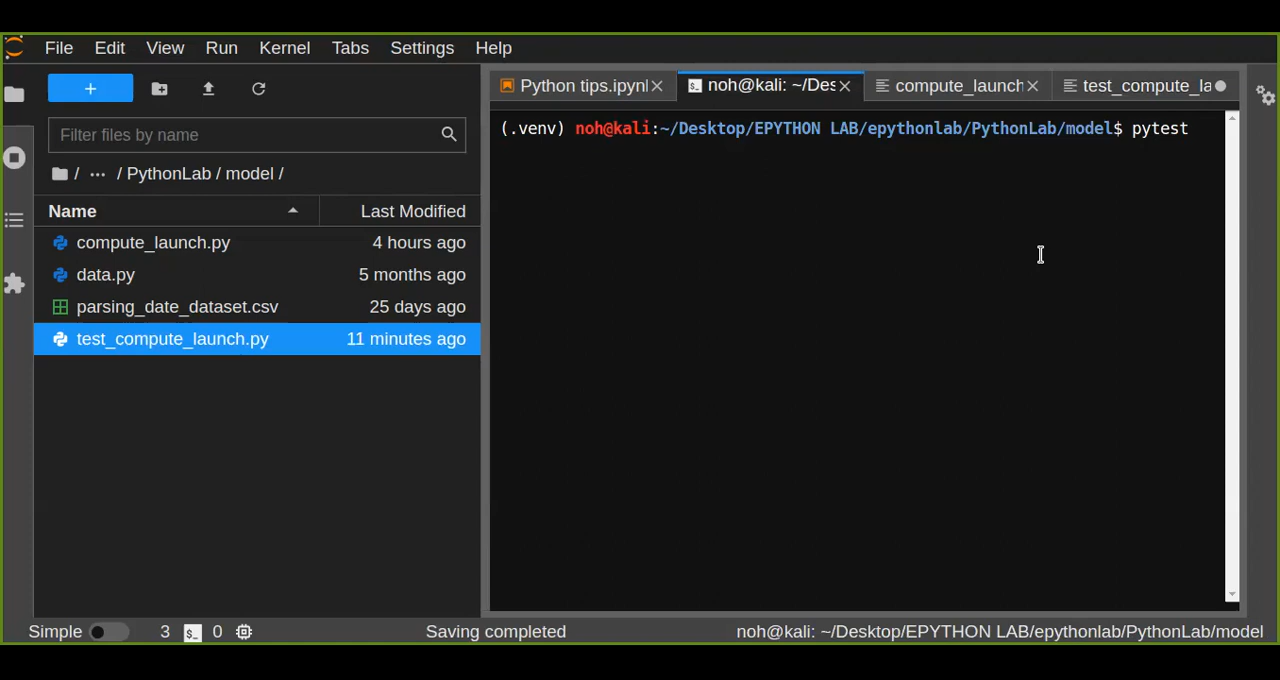 File Edit View Run Kernel Tabs Settings Help
Python tips.ipynl
noh@kali: ~/Des
compute_launch
test_compute_la
Filter files by name
/ ... / PythonLab / model /
Name Last Modified
compute_launch.py 4 hours ago
data.py 5 months ago
parsing_date_dataset.csv 25 days ago
test_compute_launch.py 11 minutes ago
(.venv) noh@kali:~/Desktop/EPYTHON LAB/epythonlab/PythonLab/model$ pytest
Simple 3 $_ 0 Saving completed noh@kali: ~/Desktop/EPYTHON LAB/epythonlab/PythonLab/model